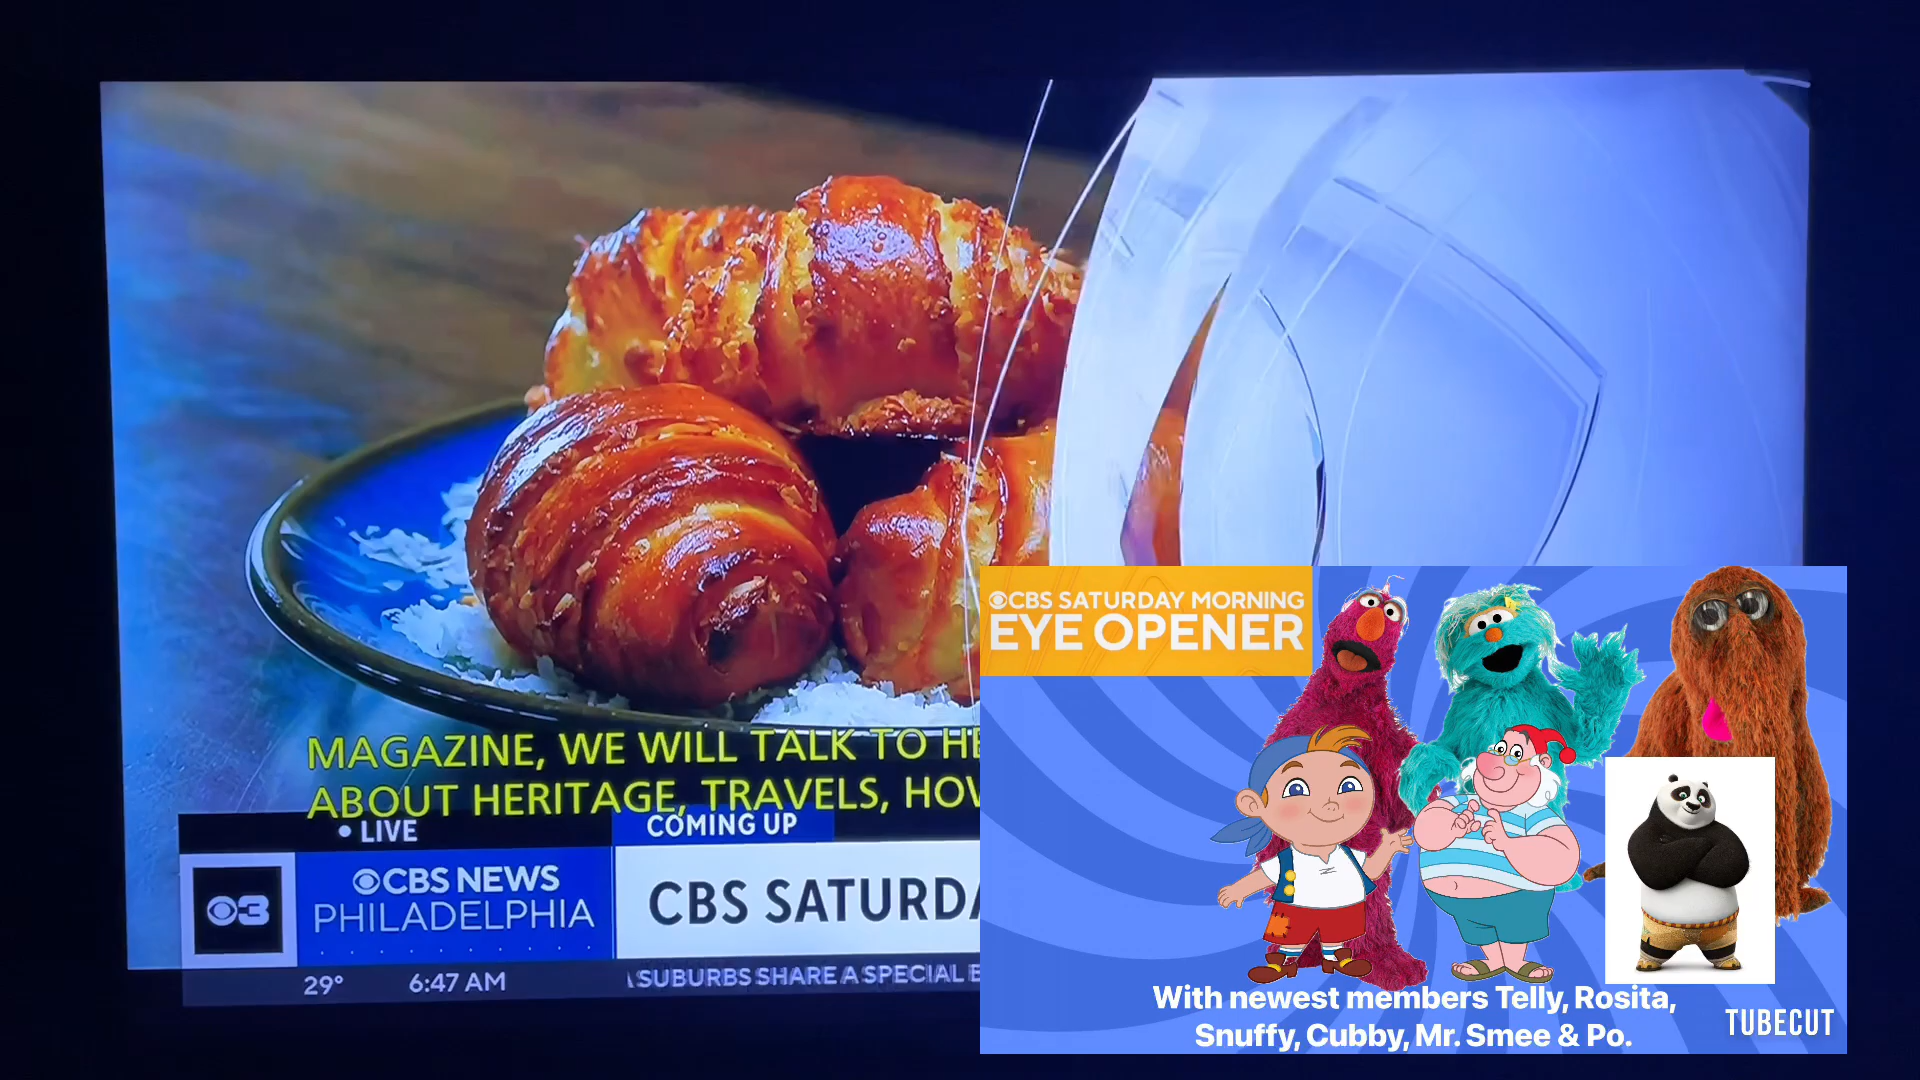 MAGAZINE, WE WILL TALK TO HE
ABOUT HERITAGE, TRAVELS, HOW
• LIVE
COMING UP
3
CBS NEWS
PHILADELPHIA
CBS SATURDA
29° 6:47 AM
SUBURBS SHARE A SPECIAL
CBS SATURDAY MORNING
EYE OPENER
With newest members Telly, Rosita,
Snuffy, Cubby, Mr. Smee & Po.
TUBECUT